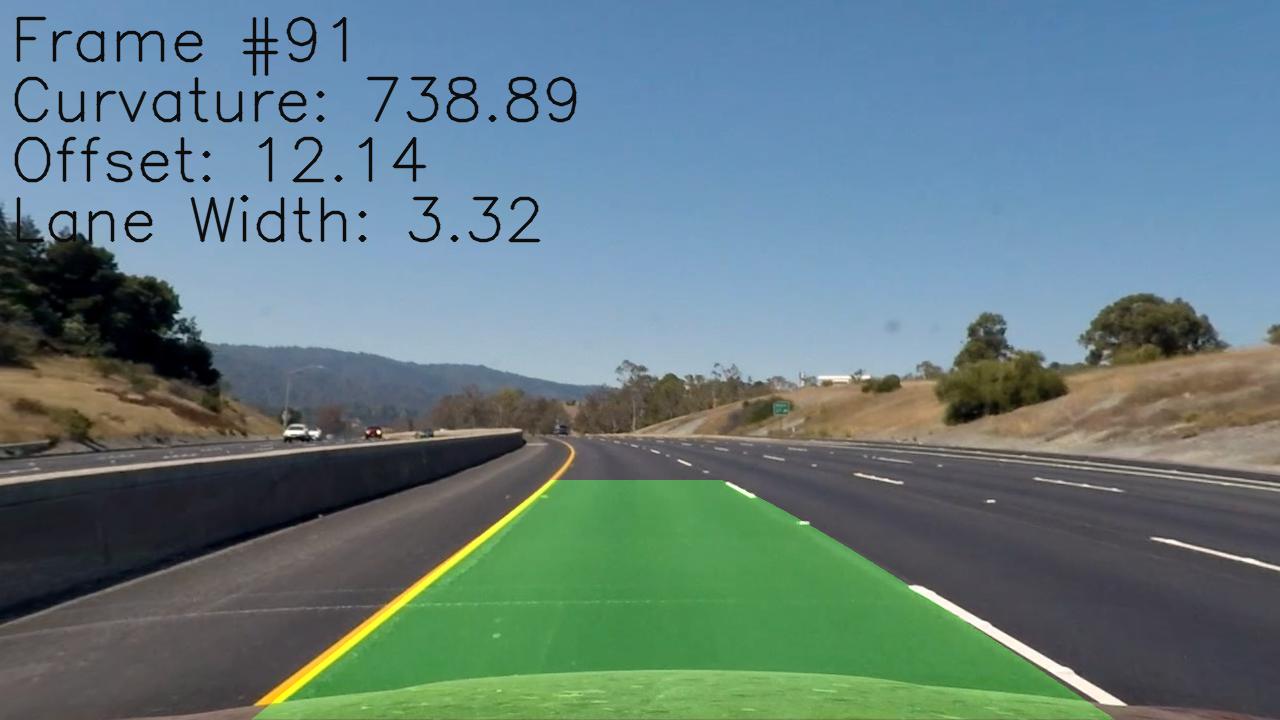 Frame #91
Curvature: 738.89
Offset: 12.14
Lane Width: 3.32